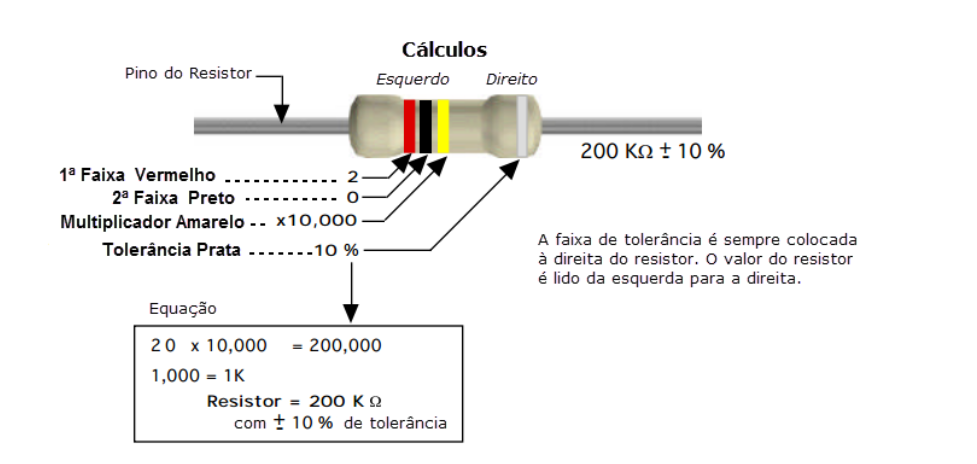 Cálculos
Pino do Resistor
Esquerdo Direito
200 KΩ ± 10 %
1ª Faixa Vermelho ............ 2
2ª Faixa Preto .......... 0
Multiplicador Amarelo -- x10,000
Tolerância Prata .......10 %
A faixa de tolerância é sempre colocada
à direita do resistor. O valor do resistor
é lido da esquerda para a direita.
Equação
2 0 x 10,000 = 200,000
1,000 = 1K
Resistor = 200 K Ω
com ± 10 % de tolerância